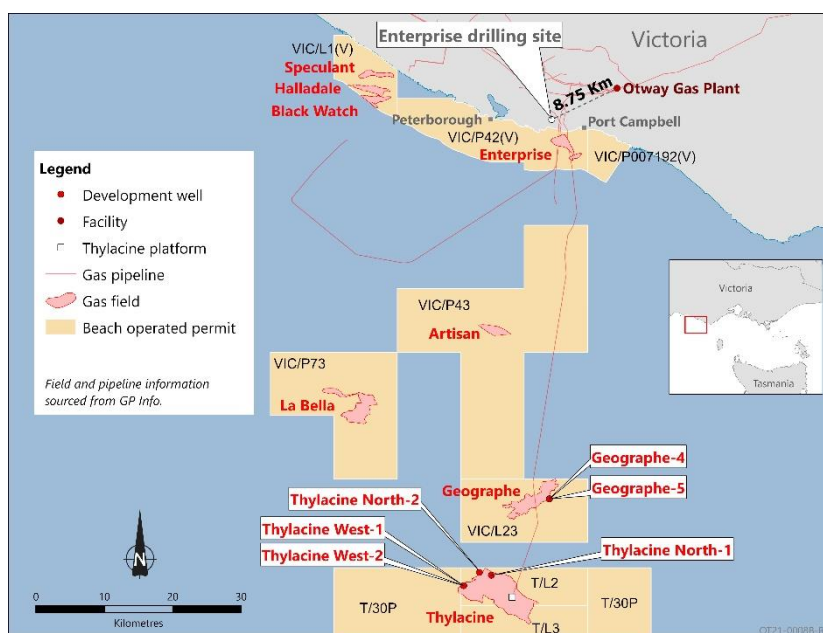 Enterprise drilling site
Victoria
VIC/L1(V)
Speculant
Halladale
Black Watch
8.75 Km
Otway Gas Plant
Peterborough
Port Campbell
VIC/P42(V)
Enterprise
VIC/P007192(V)
Legend
Development well
Facility
Thylacine platform
Gas pipeline
Gas field
Beach operated permit
Field and pipeline information
sourced from GP Info.
VIC/P43
Artisan
Victoria
Tasmania
VIC/P73
La Bella
Geographe-4
Geographe
Geographe-5
Thylacine North-2
VIC/L23
Thylacine West-1
Thylacine West-2
Thylacine North-1
N
T/30P
T/L2
T/30P
Thylacine
T/L3
0 10 20 30
Kilometres